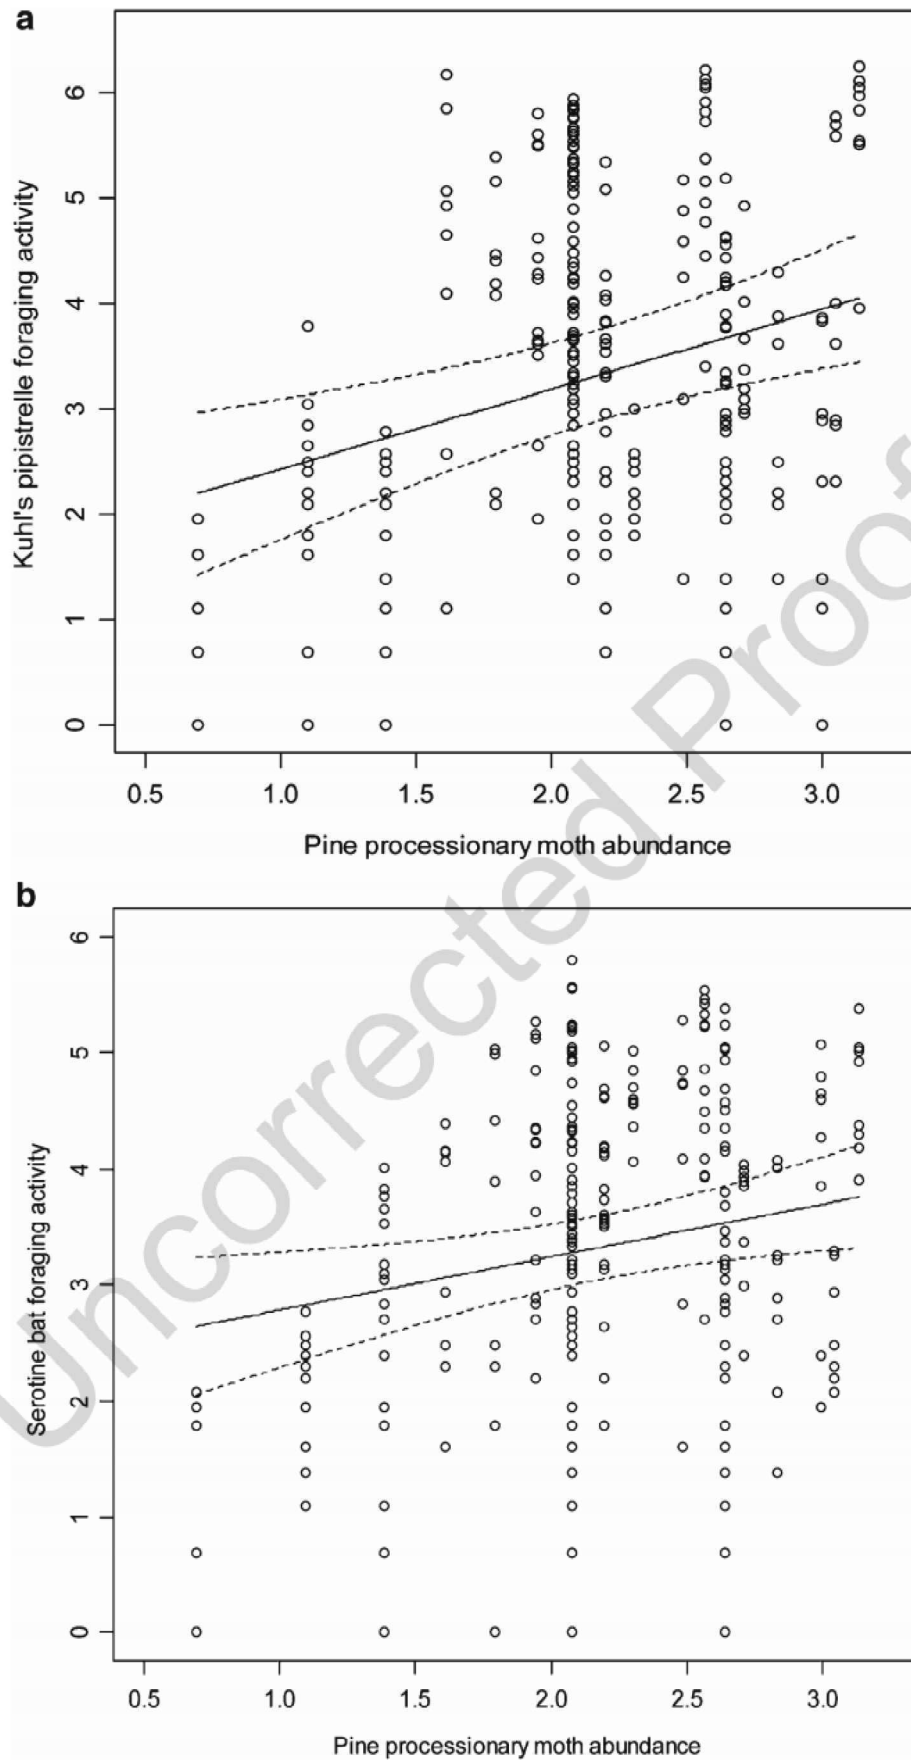 a
6
5
4
3
2
1
0
Kuhl's pipistrelle foraging activity
0.5 1.0 1.5 2.0 2.5 3.0
Pine processionary moth abundance
b
6
5
4
3
2
1
0
Serotine bat foraging activity
0.5 1.0 1.5 2.0 2.5 3.0
Pine processionary moth abundance
Uncorrected Proof